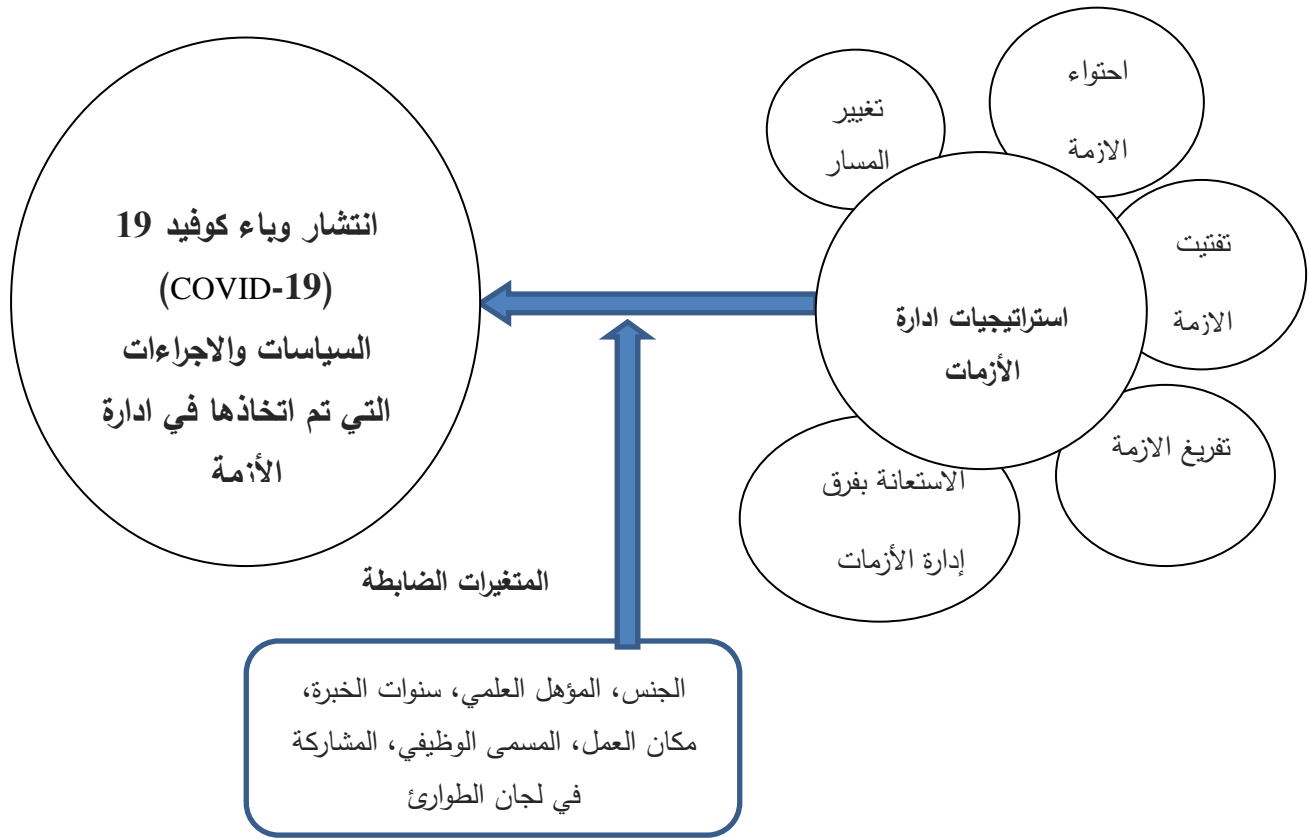 احتواء
الازمة
تغيير
المسار
تفتيت
الازمة
استراتيجيات ادارة
الأزمات
تفريغ الازمة
الاستعانة بفرق
إدارة الأزمات
انتشار وباء كوفيد 19
(COVID-19)
السياسات والاجراءات
التي تم اتخاذها في ادارة
الأزمة
المتغيرات الضابطة
الجنس، المؤهل العلمي، سنوات الخبرة،
مكان العمل، المسمى الوظيفي، المشاركة
في لجان الطوارئ